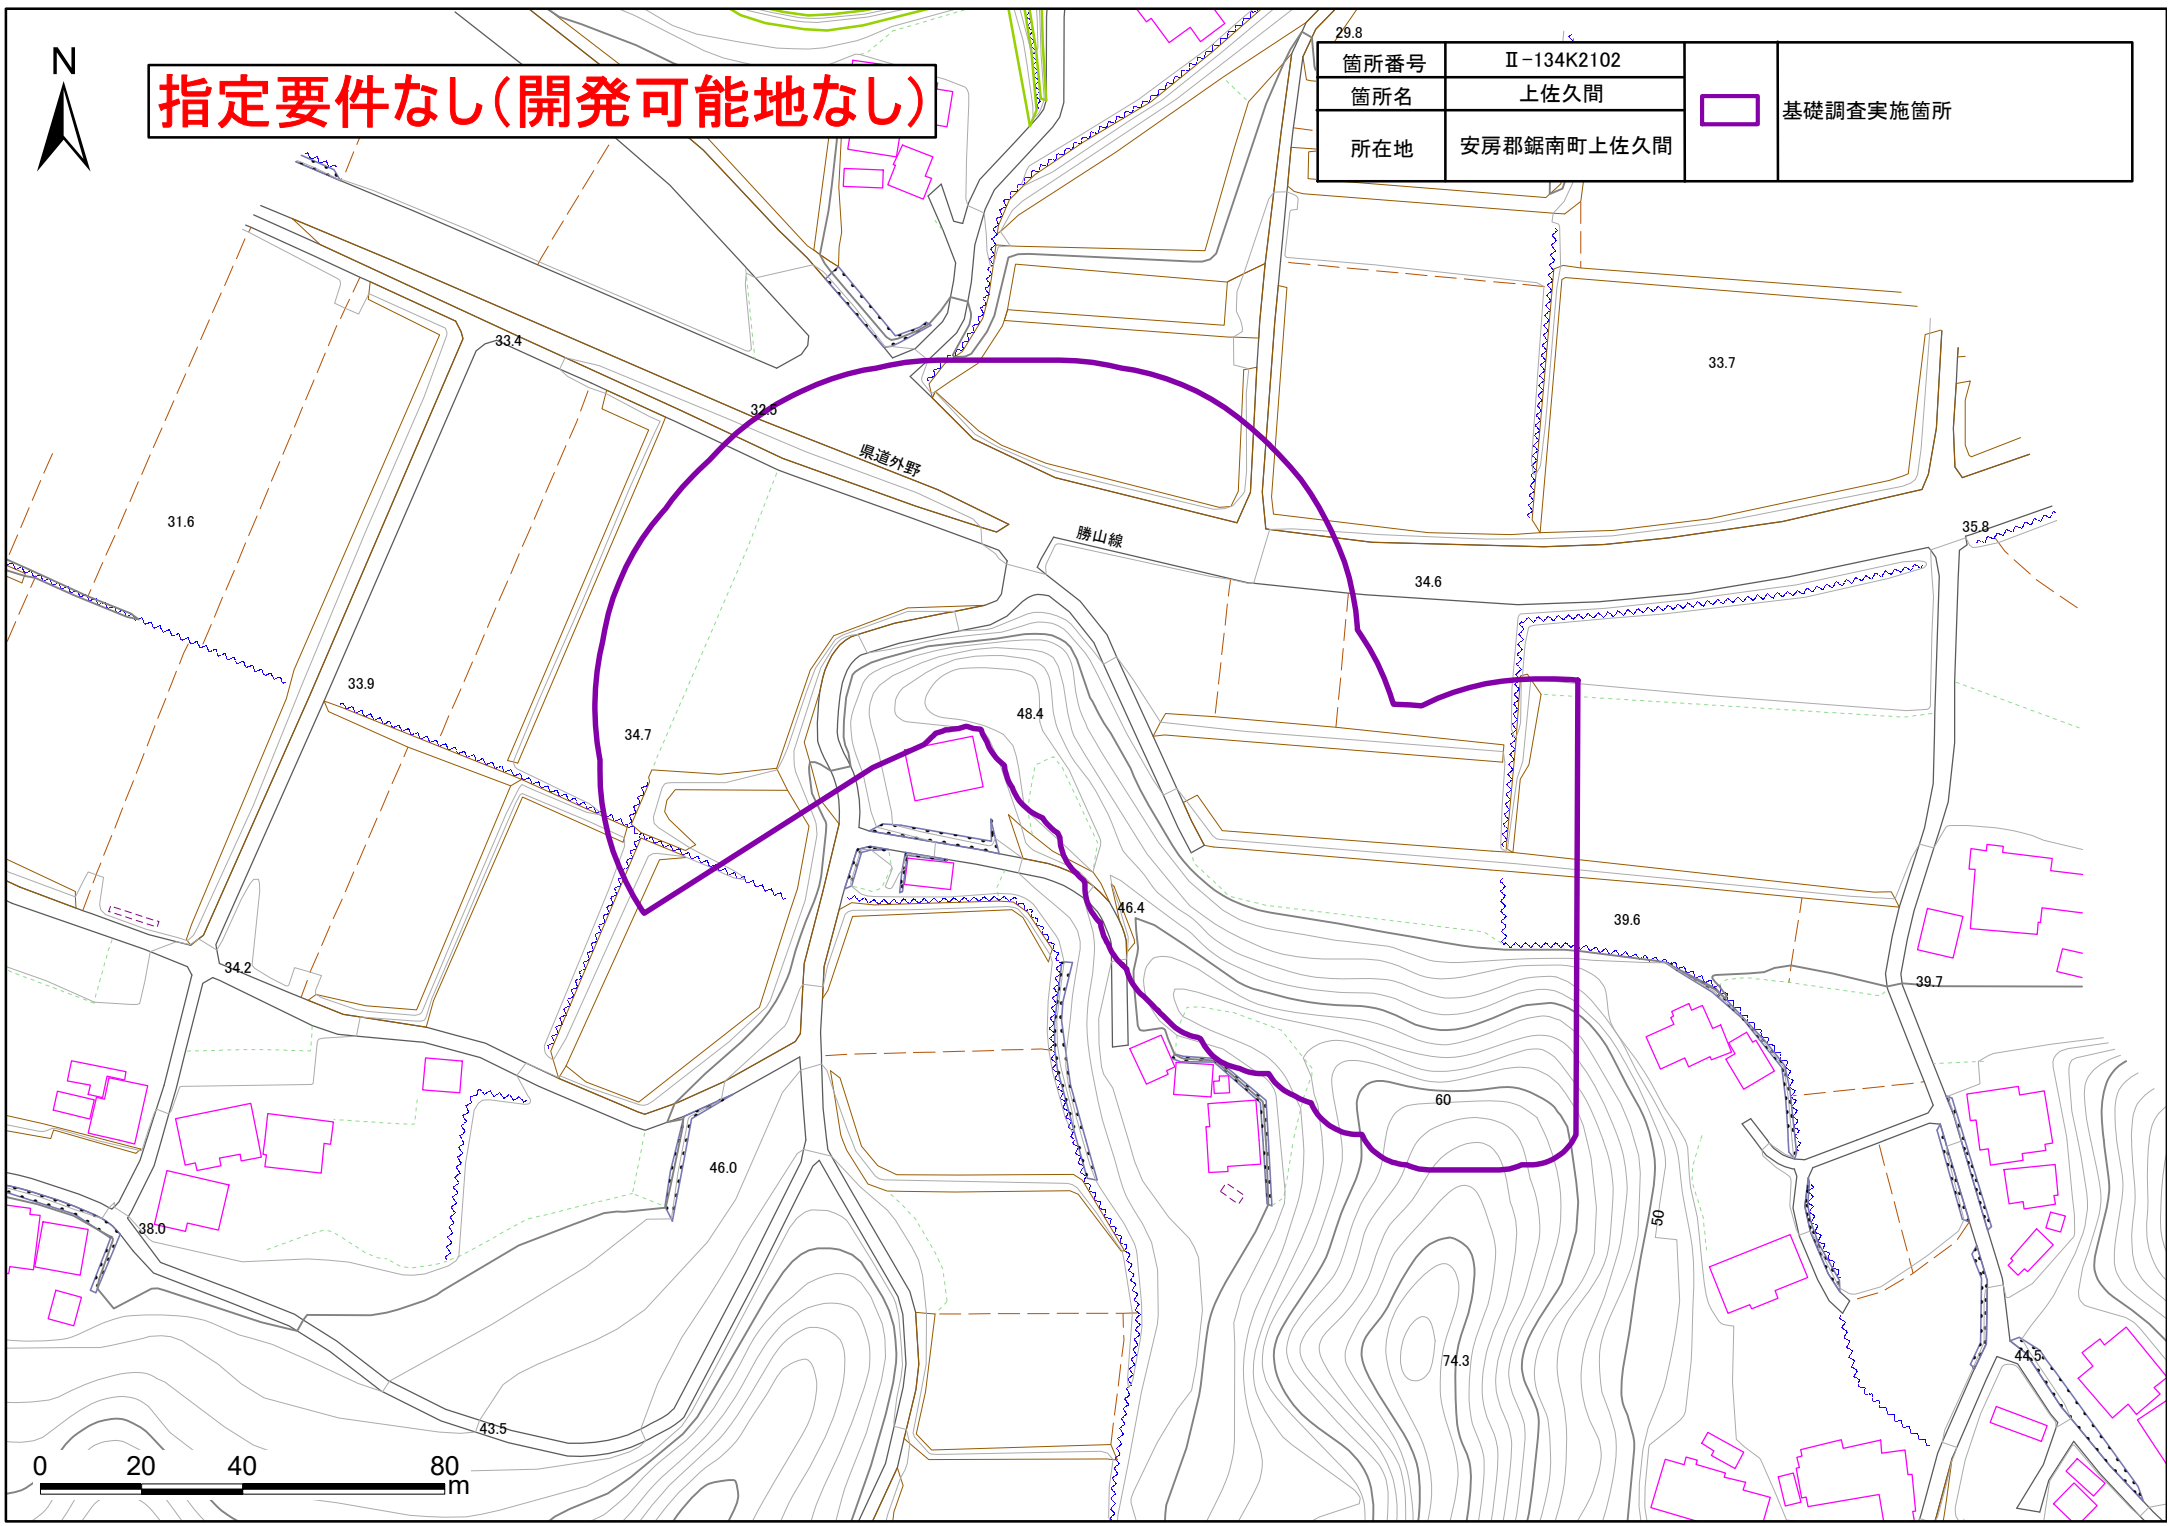 N
指定要件なし（開発可能地なし）
29.8
箇所番号 Ⅱ-134K2102
箇所名 上佐久間
所在地 安房郡鋸南町上佐久間
基礎調査実施箇所
33.4
33.7
32.5
県道外野
31.6
勝山線
35.8
34.6
33.9
48.4
34.7
46.4
39.6
34.2
39.7
60
46.0
50
38.0
74.3
44.5
43.5
0 20 40 80
m